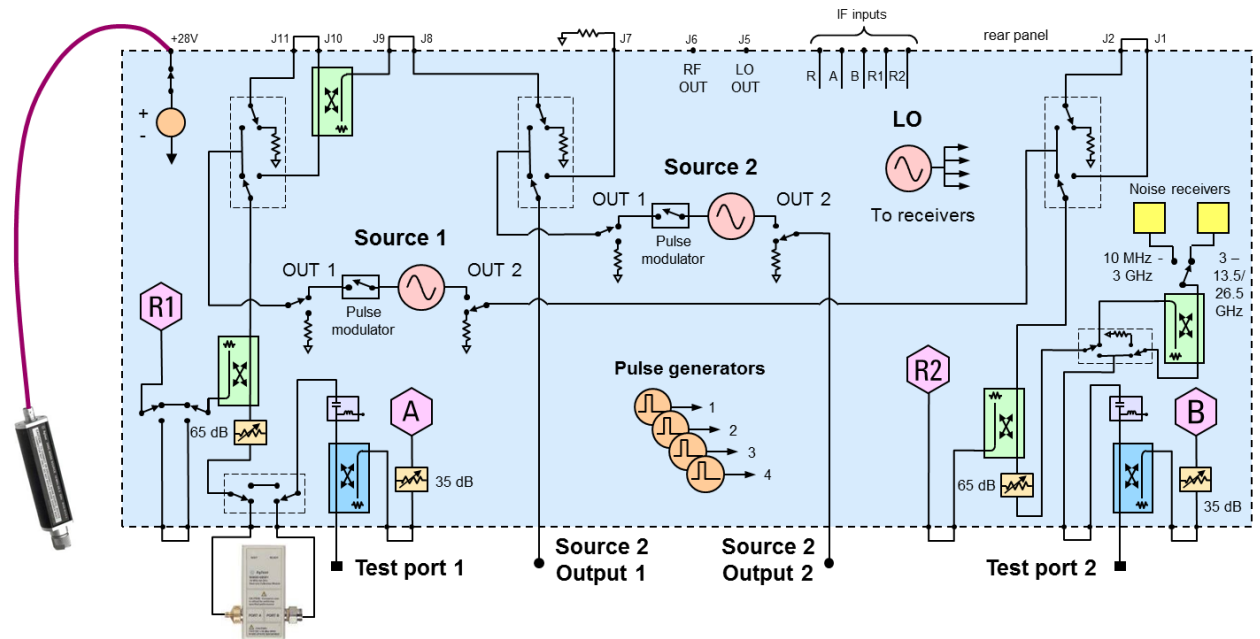 IF inputs
+28V
J11
J10
J9
J8
J7
J6
J5
rear panel
J2
J1
RF
OUT
LO
OUT
R
A
B
R1
R2
+
-
LO
Source 2
To receivers
Noise receivers
OUT 1
OUT 2
Pulse
modulator
10 MHz -
3 GHz
3 –
13.5/
26.5
GHz
Source 1
OUT 1
OUT 2
Pulse
modulator
R1
R2
Pulse generators
1
2
3
4
A
B
65 dB
35 dB
65 dB
35 dB
Test port 1
Source 2
Output 1
Source 2
Output 2
Test port 2
PORT A
PORT B